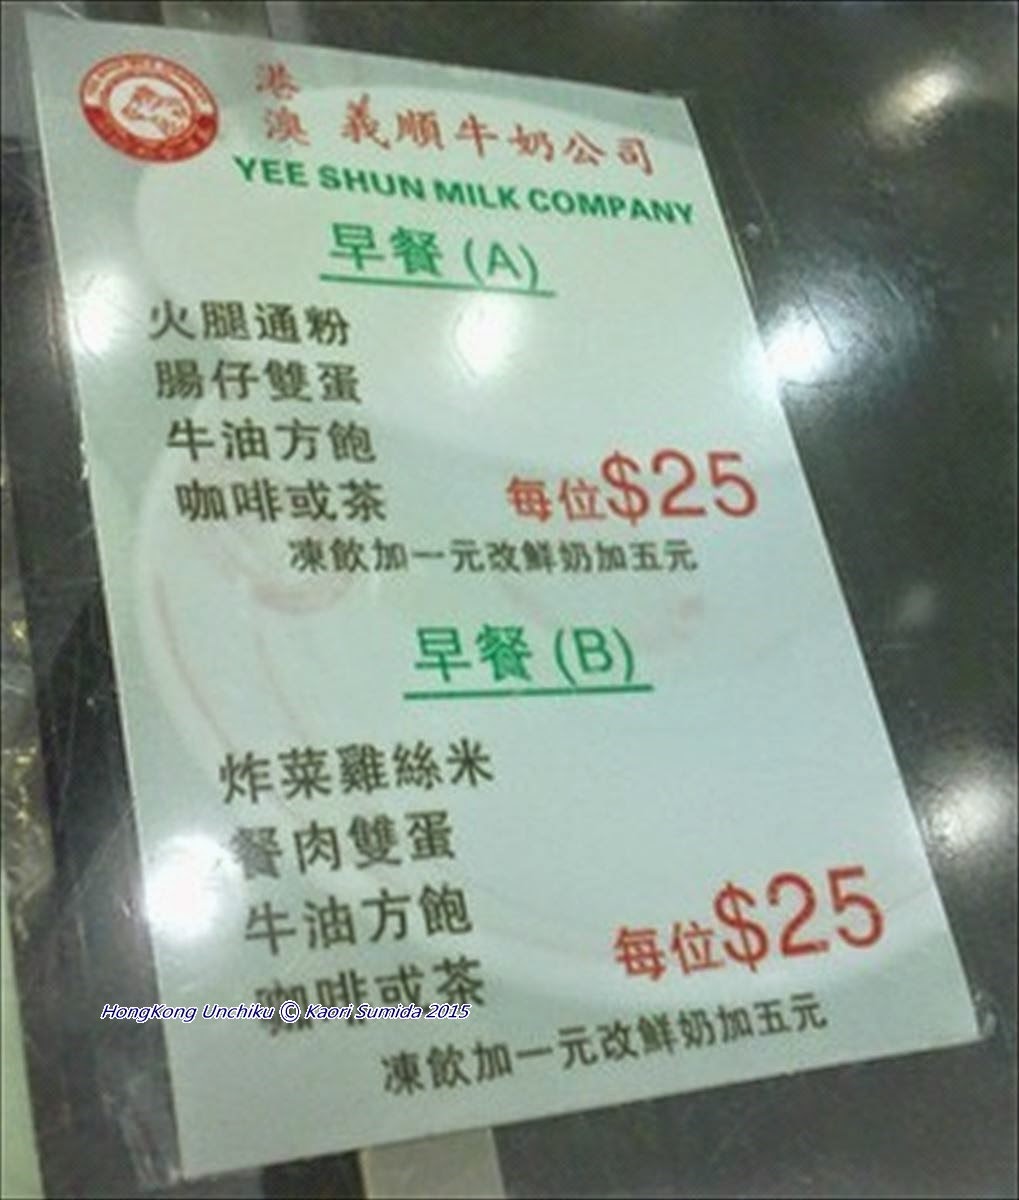 港澳 義順牛奶公司
YEE SHUN MILK COMPANY
早餐 (A)
火腿通粉
腸仔雙蛋
牛油方飽
咖啡或茶
每位$25
凍飲加一元改鮮奶加五元
早餐 (B)
炸菜雞絲米
餐肉雙蛋
牛油方飽
咖啡或茶
每位$25
凍飲加一元改鮮奶加五元
HongKong Unchiku © Kaori Sumida 2015